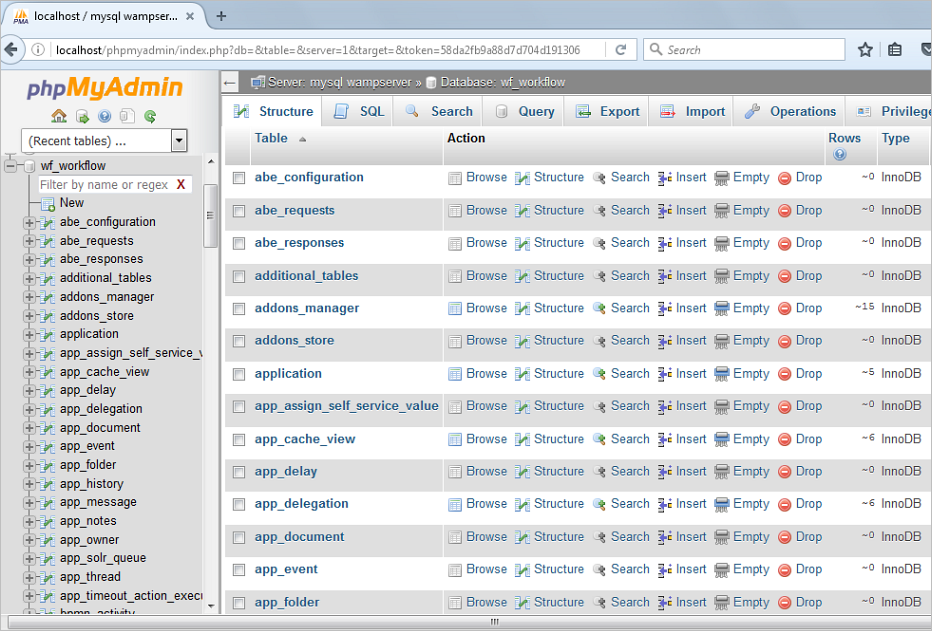 localhost / mysql wampser...
localhost/phpmyadmin/index.php?db=&table=&server=1&target=&token=58da2fb9a88d7d704d191306
Search
phpMyAdmin
(Recent tables) ...
wf_workflow
Filter by name or regex X
New
abe_configuration
abe_requests
abe_responses
additional_tables
addons_manager
addons_store
application
app_assign_self_service_v
app_cache_view
app_delay
app_delegation
app_document
app_event
app_folder
app_history
app_message
app_notes
app_owner
app_solr_queue
app_thread
app_timeout_action_execu
bpmn_activity
Server: mysql wampserver » Database: wf_workflow
Structure SQL Search Query Export Import Operations Privilege
Table Action Rows Type
abe_configuration Browse Structure Search Insert Empty Drop ~0 InnoDB
abe_requests Browse Structure Search Insert Empty Drop ~0 InnoDB
abe_responses Browse Structure Search Insert Empty Drop ~0 InnoDB
additional_tables Browse Structure Search Insert Empty Drop ~0 InnoDB
addons_manager Browse Structure Search Insert Empty Drop ~15 InnoDB
addons_store Browse Structure Search Insert Empty Drop ~0 InnoDB
application Browse Structure Search Insert Empty Drop ~5 InnoDB
app_assign_self_service_value Browse Structure Search Insert Empty Drop ~0 InnoDB
app_cache_view Browse Structure Search Insert Empty Drop ~6 InnoDB
app_delay Browse Structure Search Insert Empty Drop ~0 InnoDB
app_delegation Browse Structure Search Insert Empty Drop ~6 InnoDB
app_document Browse Structure Search Insert Empty Drop ~0 InnoDB
app_event Browse Structure Search Insert Empty Drop ~0 InnoDB
app_folder Browse Structure Search Insert Empty Drop ~0 InnoDB